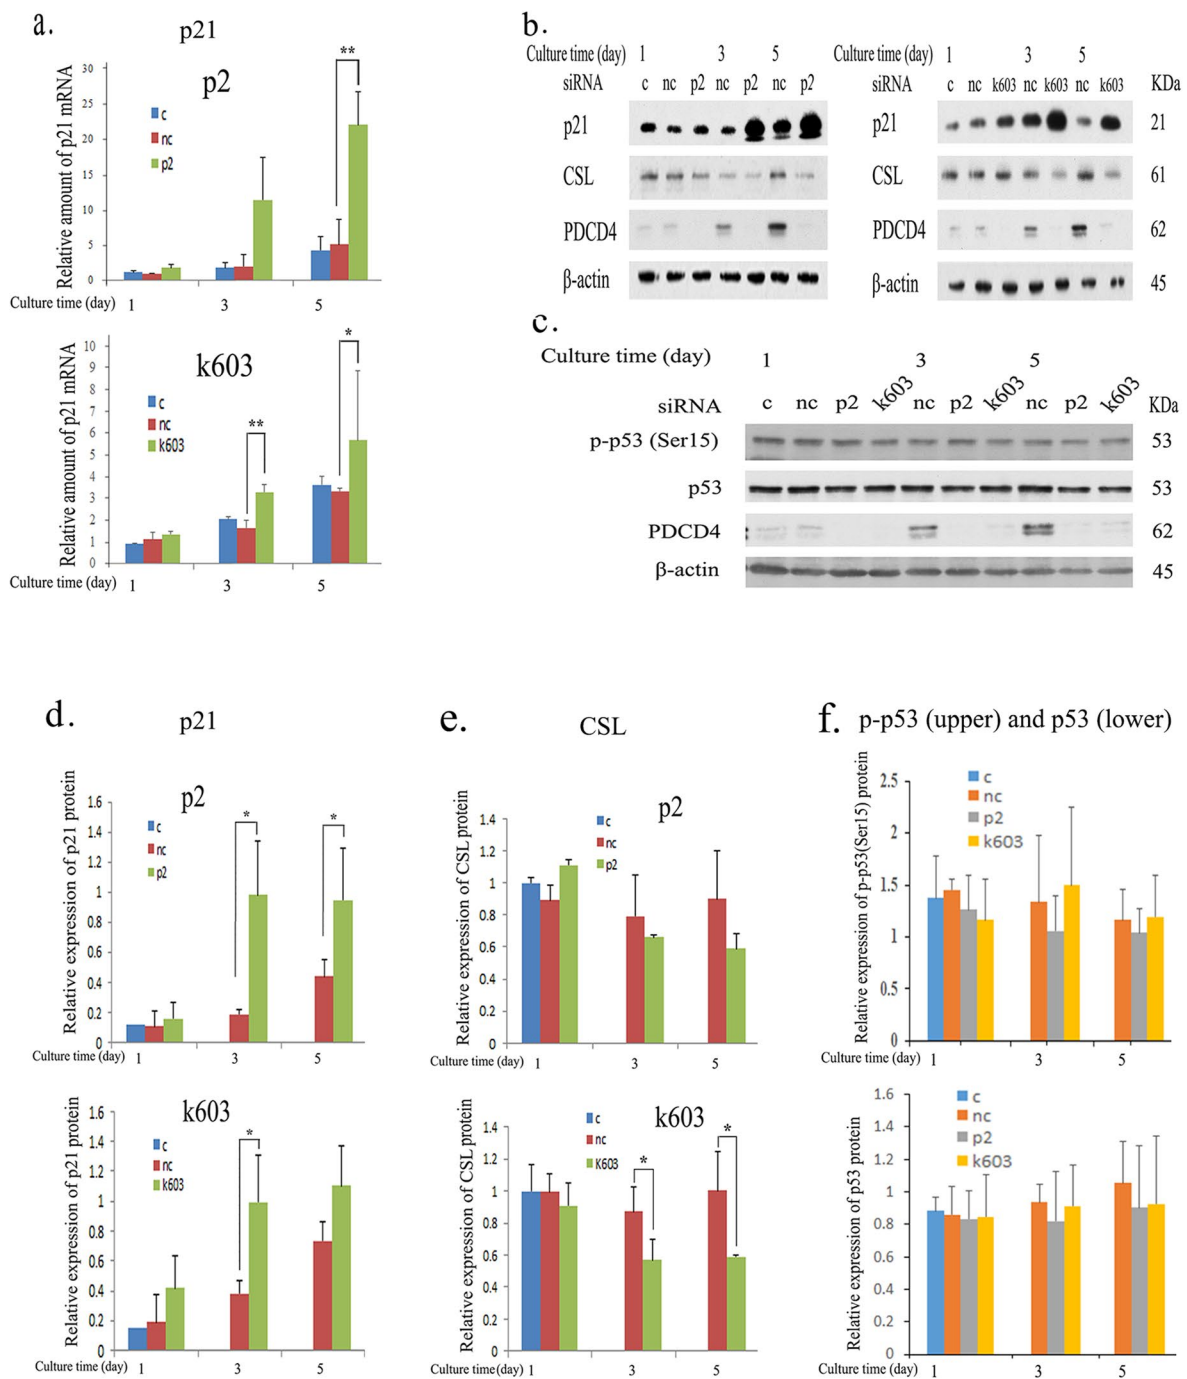 a.
p21
p2
Relative amount of p21 mRNA
30
25
20
15
10
5
0
c
nc
p2
**
Culture time (day) 1 3 5
k603
Relative amount of p21 mRNA
10
9
8
7
6
5
4
3
2
1
0
c
nc
k603
**
*
Culture time (day) 1 3 5
b.
Culture time (day) 1 3 5
siRNA c nc p2 nc p2 nc p2
p21
CSL
PDCD4
β-actin
Culture time (day) 1 3 5
siRNA c nc k603 nc k603 nc k603 KDa
p21 21
CSL 61
PDCD4 62
β-actin 45
c.
Culture time (day) 1 3 5
siRNA c nc p2 k603 nc p2 k603 nc p2 k603 KDa
p-p53 (Ser15) 53
p53 53
PDCD4 62
β-actin 45
d.
p21
p2
Relative expression of p21 protein
1.6
1.4
1.2
1
0.8
0.6
0.4
0.2
0
c
nc
p2
*
*
Culture time (day) 1 3 5
k603
Relative expression of p21 protein
1.6
1.4
1.2
1
0.8
0.6
0.4
0.2
0
c
nc
k603
*
Culture time (day) 1 3 5
e.
CSL
p2
Relative expression of CSL protein
1.4
1.2
1
0.8
0.6
0.4
0.2
0
c
nc
p2
Culture time (day) 1 3 5
k603
Relative expression of CSL protein
1.6
1.4
1.2
1
0.8
0.6
0.4
0.2
0
c
nc
K603
*
*
Culture time (day) 1 3 5
f.
p-p53 (upper) and p53 (lower)
Relative expression of p-p53(Ser15) protein
2.5
2
1.5
1
0.5
0
c
nc
p2
k603
Culture time (day) 1 3 5
Relative expression of p53 protein
1.6
1.4
1.2
1
0.8
0.6
0.4
0.2
0
c
nc
p2
k603
Culture time (day) 1 3 5